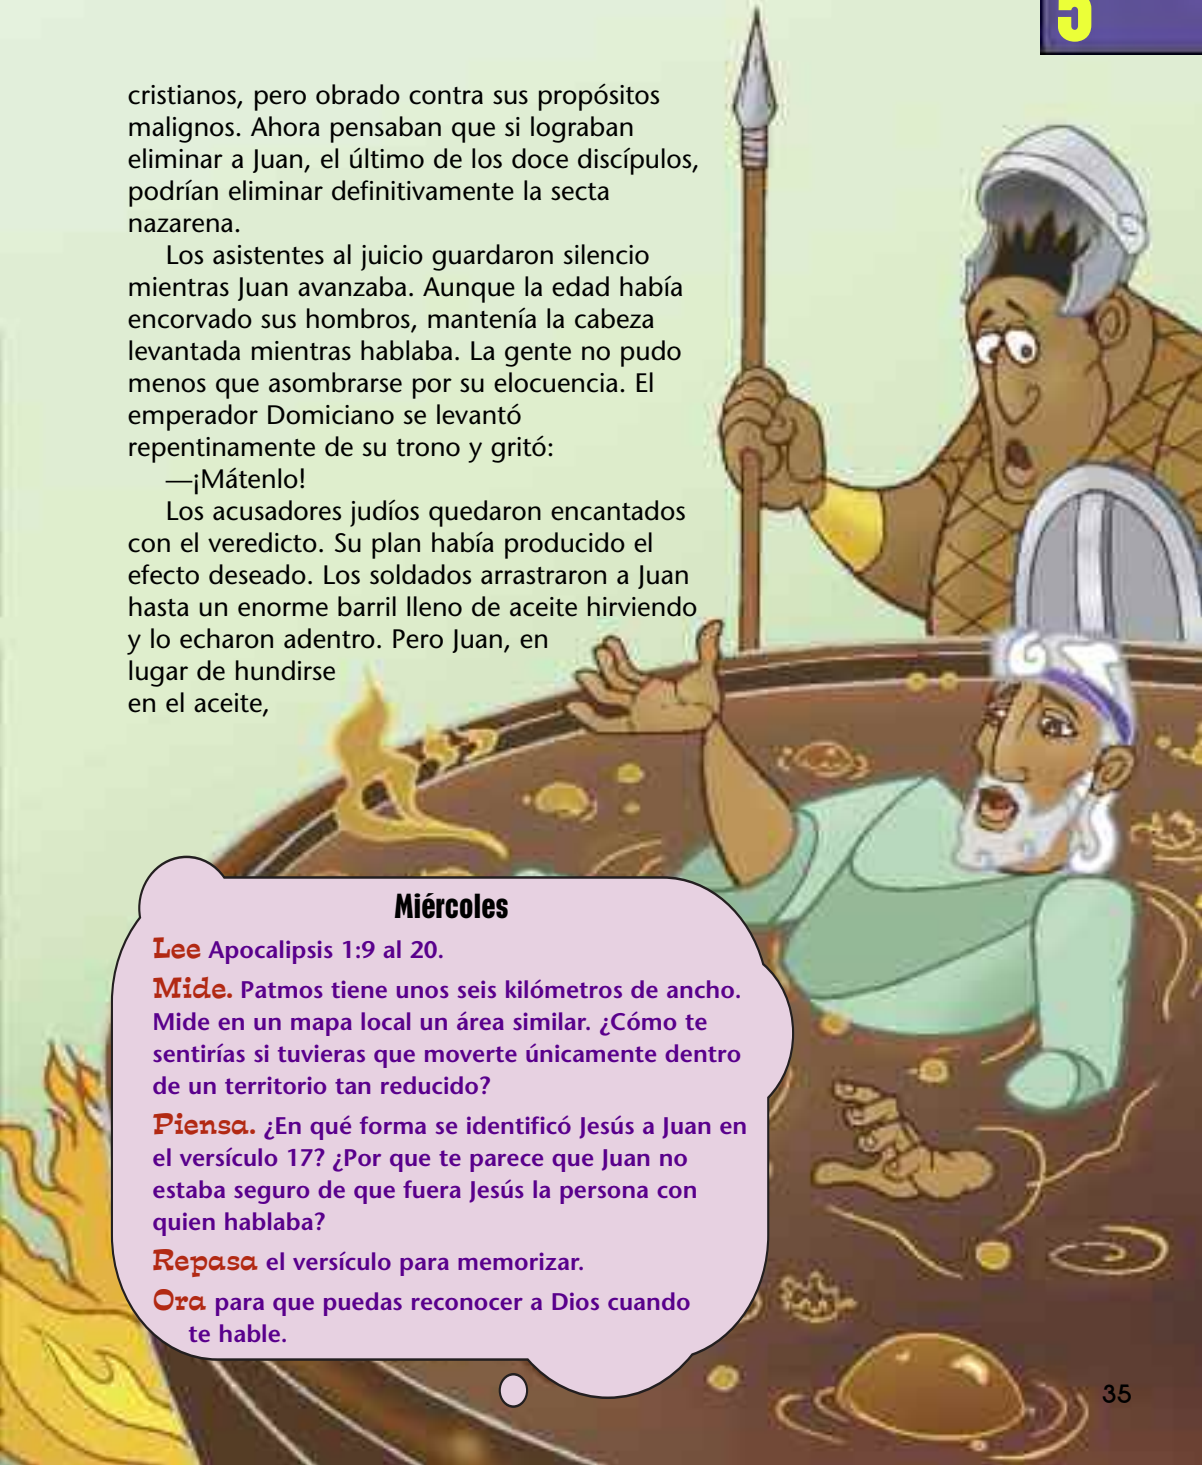 5
cristianos, pero obrado contra sus propósitos
malignos. Ahora pensaban que si lograban
eliminar a Juan, el último de los doce discípulos,
podrían eliminar definitivamente la secta
nazarena.
Los asistentes al juicio guardaron silencio
mientras Juan avanzaba. Aunque la edad había
encorvado sus hombros, mantenía la cabeza
levantada mientras hablaba. La gente no pudo
menos que asombrarse por su elocuencia. El
emperador Domiciano se levantó
repentinamente de su trono y gritó:
—¡Mátenlo!
Los acusadores judíos quedaron encantados
con el veredicto. Su plan había producido el
efecto deseado. Los soldados arrastraron a Juan
hasta un enorme barril lleno de aceite hirviendo
y lo echaron adentro. Pero Juan, en
lugar de hundirse
en el aceite,
Miércoles
Lee Apocalipsis 1:9 al 20.
Mide. Patmos tiene unos seis kilómetros de ancho.
Mide en un mapa local un área similar. ¿Cómo te
sentirías si tuvieras que moverte únicamente dentro
de un territorio tan reducido?
Piensa. ¿En qué forma se identificó Jesús a Juan en
el versículo 17? ¿Por que te parece que Juan no
estaba seguro de que fuera Jesús la persona con
quien hablaba?
Repasa el versículo para memorizar.
Ora para que puedas reconocer a Dios cuando
te hable.
35